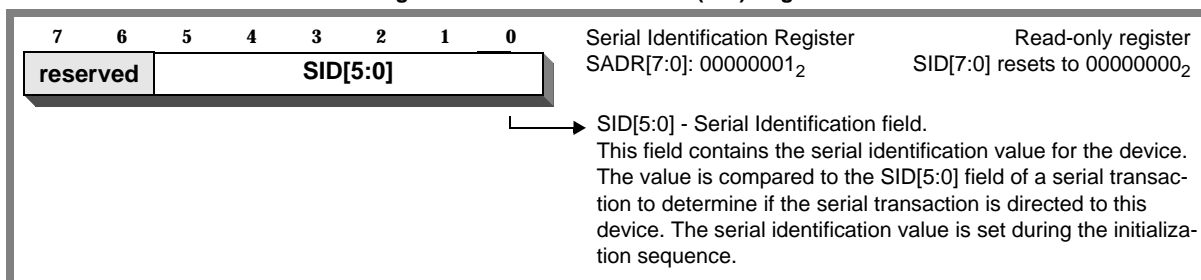 7 6 5 4 3 2 1 0
reserved SID[5:0]
Serial Identification Register Read-only register
SADR[7:0]: 00000001₂ SID[7:0] resets to 00000000₂
SID[5:0] - Serial Identification field.
This field contains the serial identification value for the device.
The value is compared to the SID[5:0] field of a serial transac-
tion to determine if the serial transaction is directed to this
device. The serial identification value is set during the initializa-
tion sequence.